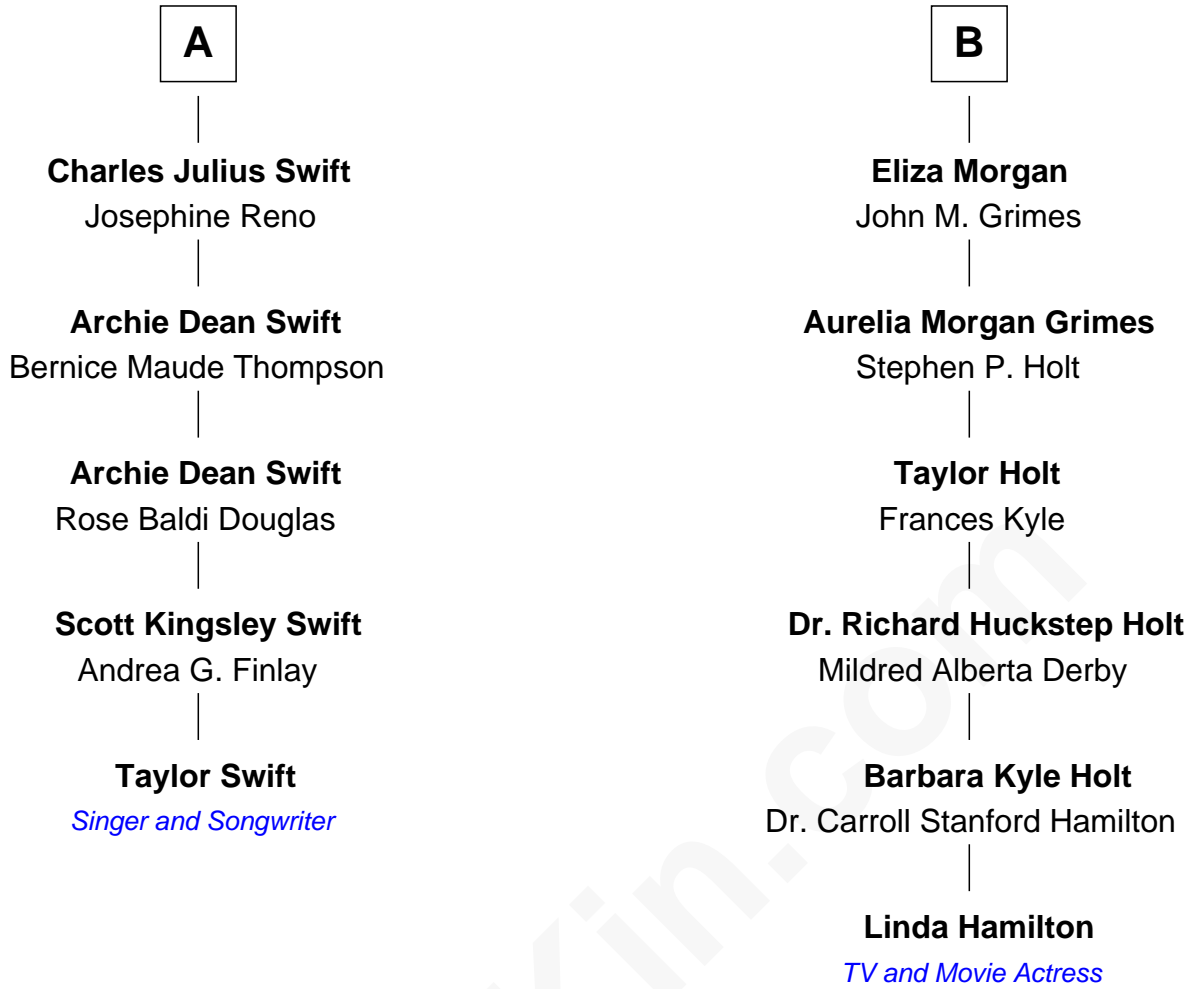 A
Charles Julius Swift
Josephine Reno
Archie Dean Swift
Bernice Maude Thompson
Archie Dean Swift
Rose Baldi Douglas
Scott Kingsley Swift
Andrea G. Finlay
Taylor Swift
Singer and Songwriter
B
Eliza Morgan
John M. Grimes
Aurelia Morgan Grimes
Stephen P. Holt
Taylor Holt
Frances Kyle
Dr. Richard Huckstep Holt
Mildred Alberta Derby
Barbara Kyle Holt
Dr. Carroll Stanford Hamilton
Linda Hamilton
TV and Movie Actress
Kin.com